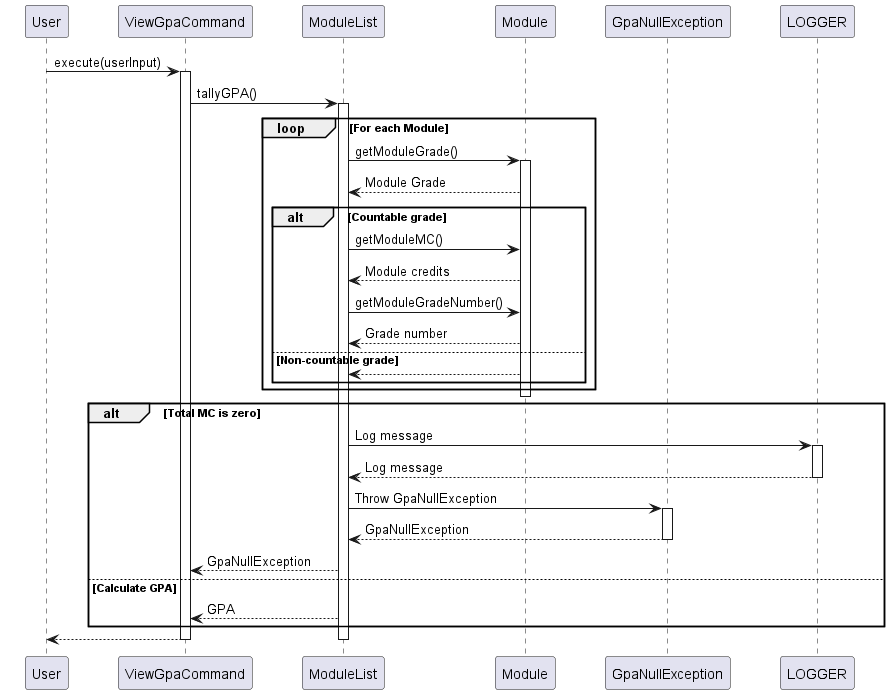 User ViewGpaCommand ModuleList Module GpaNullException LOGGER
execute(userInput)
tallyGPA()
loop [For each Module]
getModuleGrade()
Module Grade
alt [Countable grade]
getModuleMC()
Module credits
getModuleGradeNumber()
Grade number
[Non-countable grade]
alt [Total MC is zero]
Log message
Log message
Throw GpaNullException
GpaNullException
GpaNullException
[Calculate GPA]
GPA
User ViewGpaCommand ModuleList Module GpaNullException LOGGER